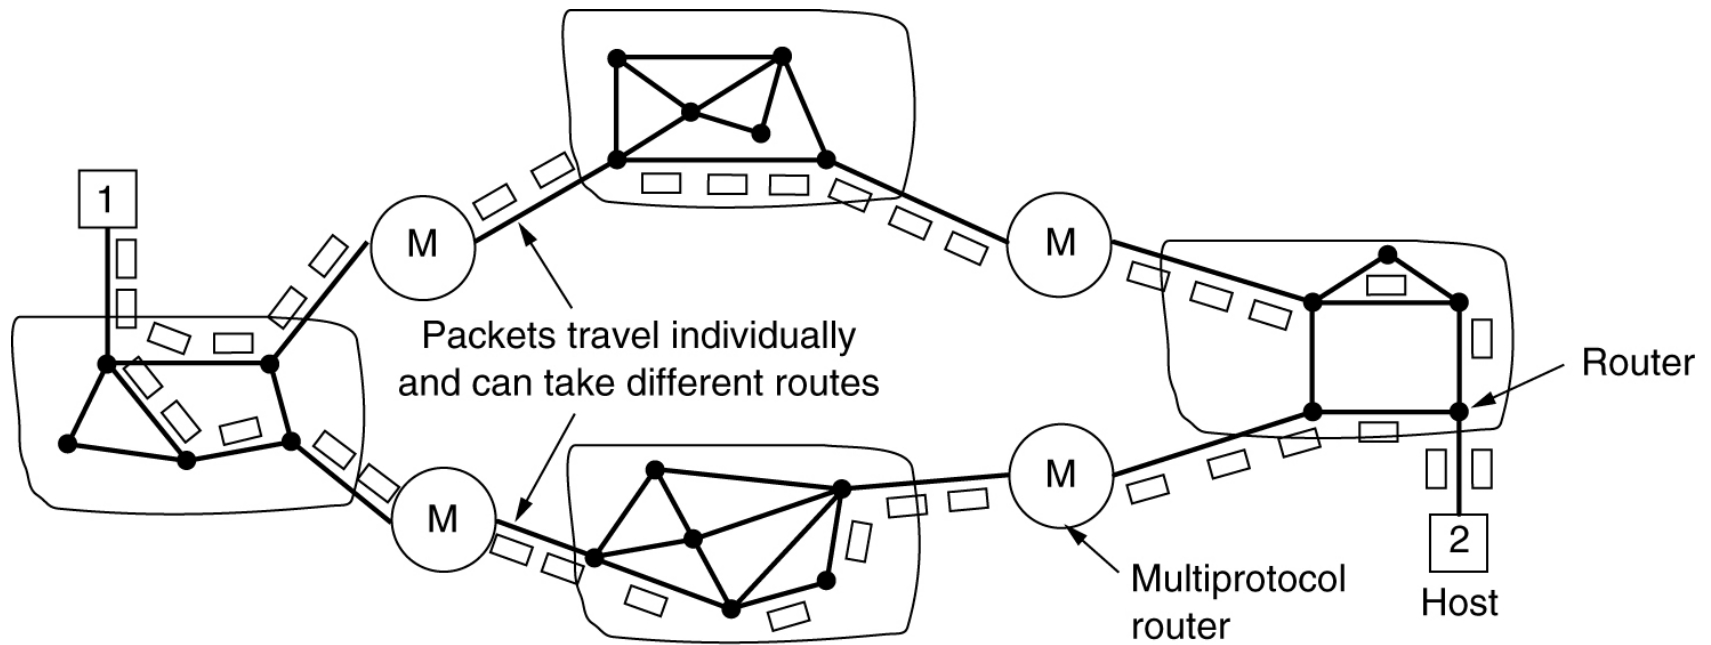 1
M
M
Packets travel individually
and can take different routes
Router
M
M
2
Multiprotocol
router
Host